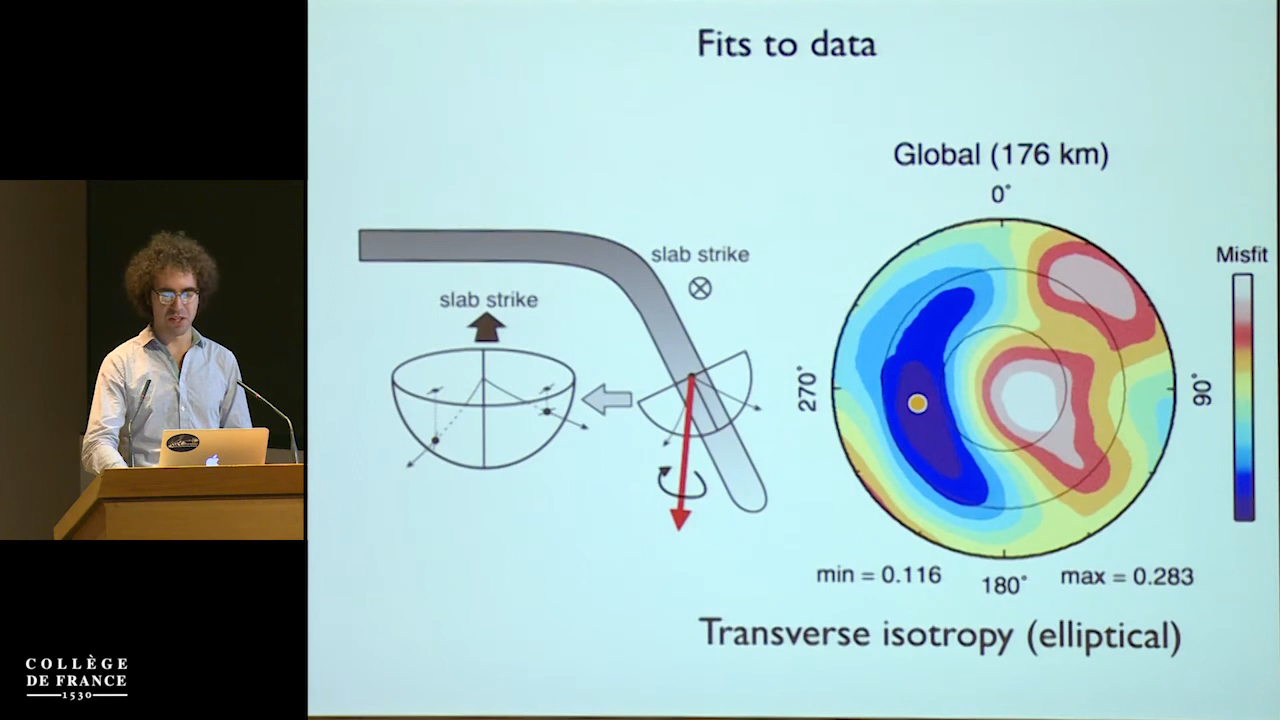 Fits to data
Global (176 km)
0°
slab strike
Misfit
slab strike
270°
90°
min = 0.116
180°
max = 0.283
Transverse isotropy (elliptical)
COLLÈGE
DE FRANCE
1530